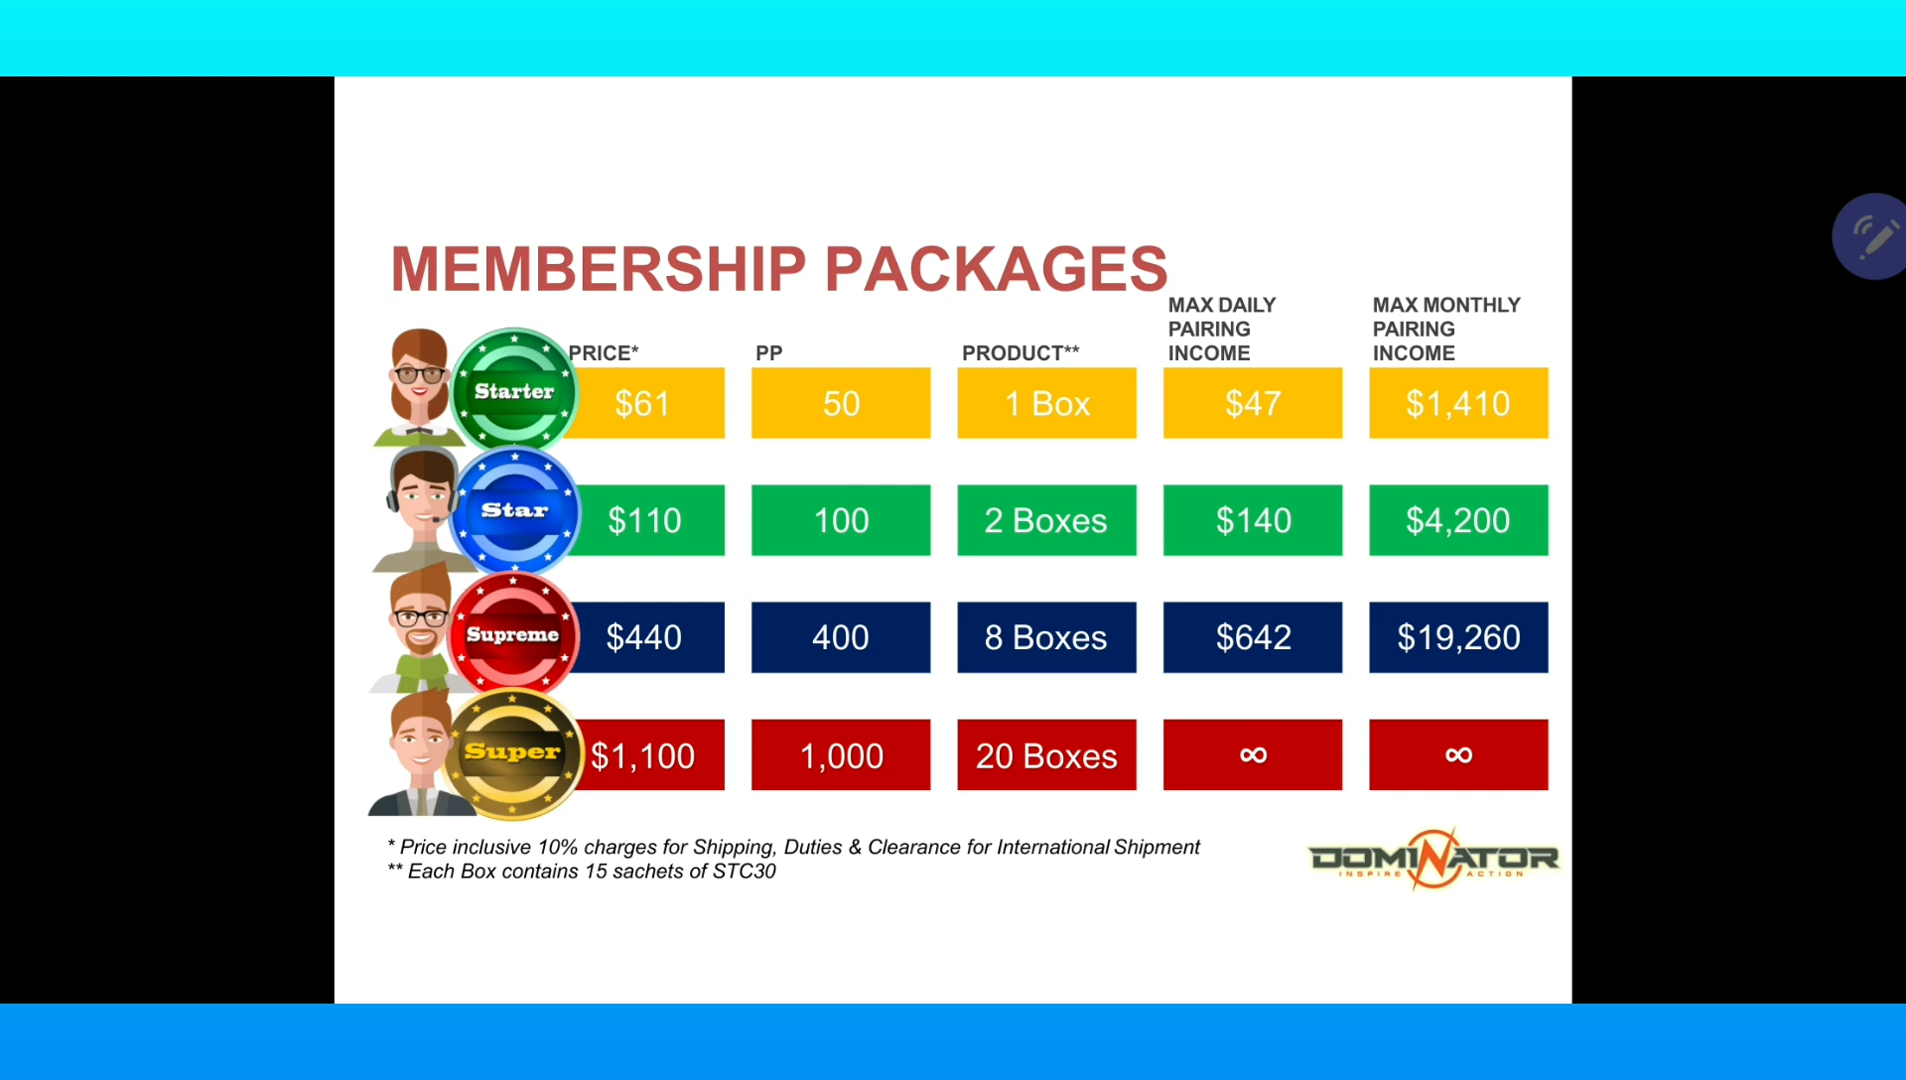 MEMBERSHIP PACKAGES
MAX DAILY PAIRING INCOME
MAX MONTHLY PAIRING INCOME
PRICE* PP PRODUCT**
Starter $61 50 1 Box $47 $1,410
Star $110 100 2 Boxes $140 $4,200
Supreme $440 400 8 Boxes $642 $19,260
Super $1,100 1,000 20 Boxes ∞ ∞
* Price inclusive 10% charges for Shipping, Duties & Clearance for International Shipment
** Each Box contains 15 sachets of STC30
DOMINATOR
INSPIRE ACTION